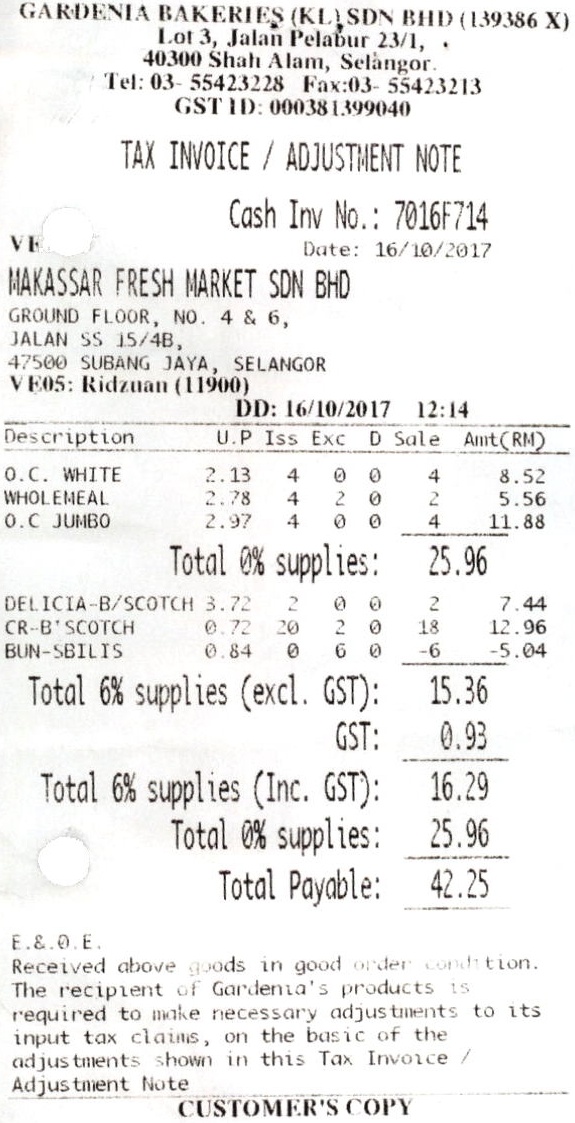 GARDENIA BAKERIES (KL) SDN BHD (139386 X)
Lot 3, Jalan Pelabur 23/1,
40300 Shah Alam, Selangor.
Tel: 03- 55423228 Fax:03- 55423213
GST ID: 000381399040
TAX INVOICE / ADJUSTMENT NOTE
Cash Inv No.: 7016F714
VE
Date: 16/10/2017
MAKASSAR FRESH MARKET SDN BHD
GROUND FLOOR, NO. 4 & 6,
JALAN SS 15/4B,
47500 SUBANG JAYA, SELANGOR
VE05: Ridzuan (11900)
DD: 16/10/2017 12:14
Description U.P Iss Exc D Sale Amt(RM)
O.C. WHITE 2.13 4 0 0 4 8.52
WHOLEMEAL 2.78 4 2 0 2 5.56
O.C JUMBO 2.97 4 0 0 4 11.88
Total 0% supplies: 25.96
DELICIA-B/SCOTCH 3.72 2 0 0 2 7.44
CR-B'SCOTCH 0.72 20 2 0 18 12.96
BUN-SBILIS 0.84 0 6 0 -6 -5.04
Total 6% supplies (excl. GST): 15.36
GST: 0.93
Total 6% supplies (Inc. GST): 16.29
Total 0% supplies: 25.96
Total Payable: 42.25
E.&.O.E.
Received above goods in good order condition.
The recipient of Gardenia's products is
required to make necessary adjustments to its
input tax claims, on the basic of the
adjustments shown in this Tax Invoice /
Adjustment Note
CUSTOMER'S COPY